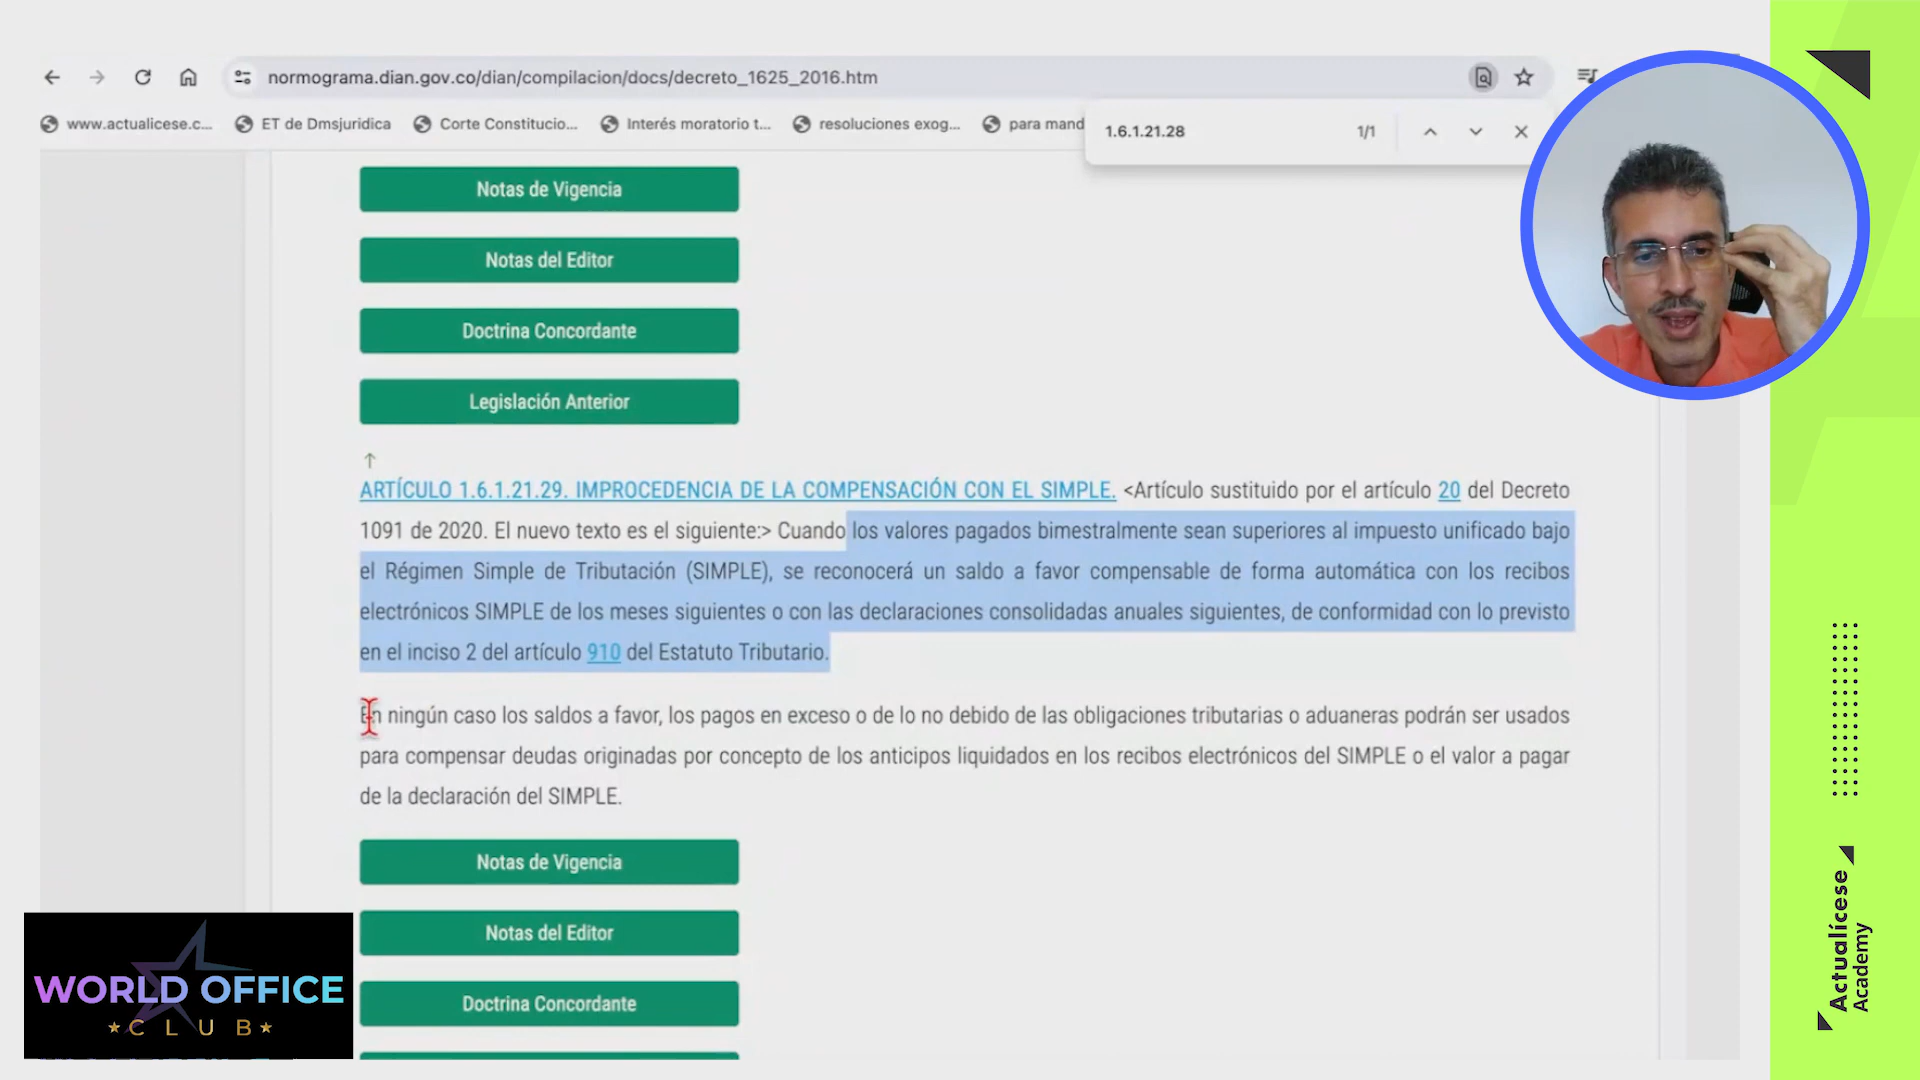 normograma.dian.gov.co/dian/compilacion/docs/decreto_1625_2016.htm
www.actualicese.c... ET de Dmsjuridica Corte Constitucio... Interés moratorio t... resoluciones exog... para mand
1.6.1.21.28 1/1
Notas de Vigencia
Notas del Editor
Doctrina Concordante
Legislación Anterior
ARTÍCULO 1.6.1.21.29. IMPROCEDENCIA DE LA COMPENSACIÓN CON EL SIMPLE. <Artículo sustituido por el artículo 20 del Decreto
1091 de 2020. El nuevo texto es el siguiente:> Cuando los valores pagados bimestralmente sean superiores al impuesto unificado bajo
el Régimen Simple de Tributación (SIMPLE), se reconocerá un saldo a favor compensable de forma automática con los recibos
electrónicos SIMPLE de los meses siguientes o con las declaraciones consolidadas anuales siguientes, de conformidad con lo previsto
en el inciso 2 del artículo 910 del Estatuto Tributario.
En ningún caso los saldos a favor, los pagos en exceso o de lo no debido de las obligaciones tributarias o aduaneras podrán ser usados
para compensar deudas originadas por concepto de los anticipos liquidados en los recibos electrónicos del SIMPLE o el valor a pagar
de la declaración del SIMPLE.
Notas de Vigencia
Notas del Editor
Doctrina Concordante
WORLD OFFICE
CLUB
Actualícese
Academy